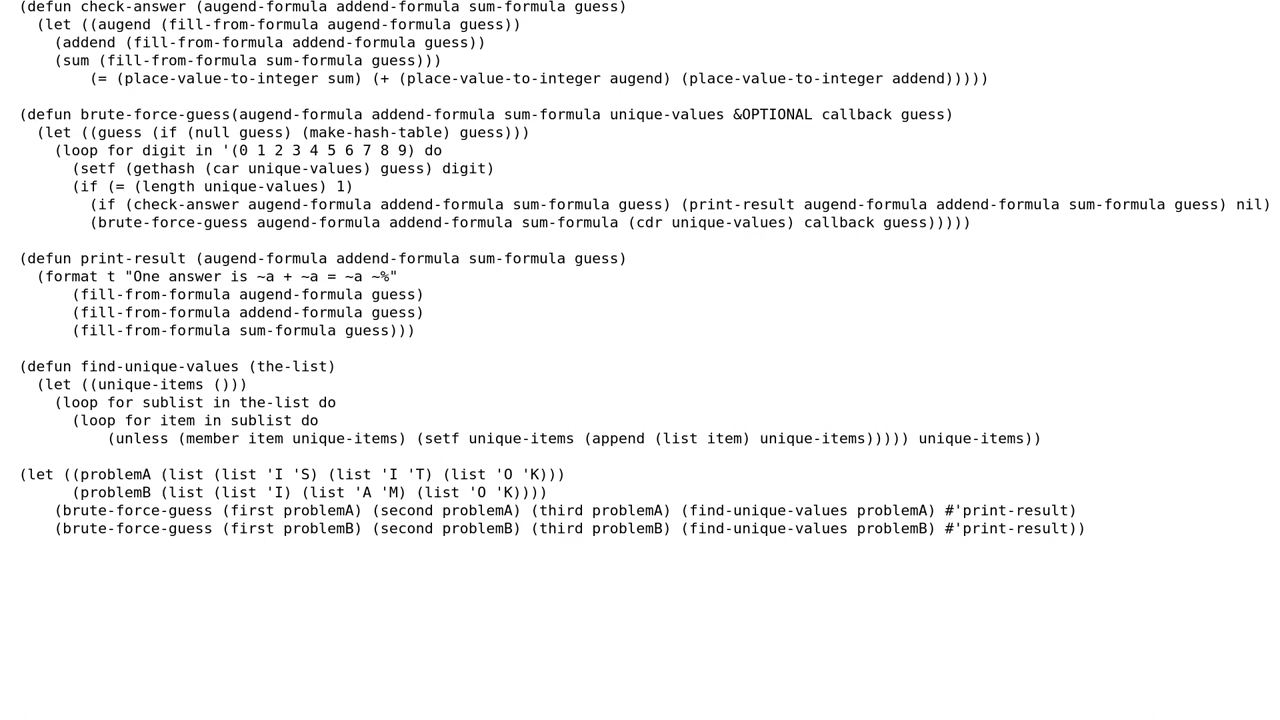 (defun check-answer (augend-formula addend-formula sum-formula guess)
  (let ((augend (fill-from-formula augend-formula guess))
    (addend (fill-from-formula addend-formula guess))
    (sum (fill-from-formula sum-formula guess)))
        (= (place-value-to-integer sum) (+ (place-value-to-integer augend) (place-value-to-integer addend)))))

(defun brute-force-guess(augend-formula addend-formula sum-formula unique-values &OPTIONAL callback guess)
  (let ((guess (if (null guess) (make-hash-table) guess)))
    (loop for digit in '(0 1 2 3 4 5 6 7 8 9) do
      (setf (gethash (car unique-values) guess) digit)
      (if (= (length unique-values) 1)
        (if (check-answer augend-formula addend-formula sum-formula guess) (print-result augend-formula addend-formula sum-formula guess) nil)
        (brute-force-guess augend-formula addend-formula sum-formula (cdr unique-values) callback guess)))))

(defun print-result (augend-formula addend-formula sum-formula guess)
  (format t "One answer is ~a + ~a = ~a ~%"
      (fill-from-formula augend-formula guess)
      (fill-from-formula addend-formula guess)
      (fill-from-formula sum-formula guess)))

(defun find-unique-values (the-list)
  (let ((unique-items ()))
    (loop for sublist in the-list do
      (loop for item in sublist do
          (unless (member item unique-items) (setf unique-items (append (list item) unique-items))))) unique-items))

(let ((problemA (list (list 'I 'S) (list 'I 'T) (list 'O 'K)))
      (problemB (list (list 'I) (list 'A 'M) (list 'O 'K))))
    (brute-force-guess (first problemA) (second problemA) (third problemA) (find-unique-values problemA) #'print-result)
    (brute-force-guess (first problemB) (second problemB) (third problemB) (find-unique-values problemB) #'print-result))